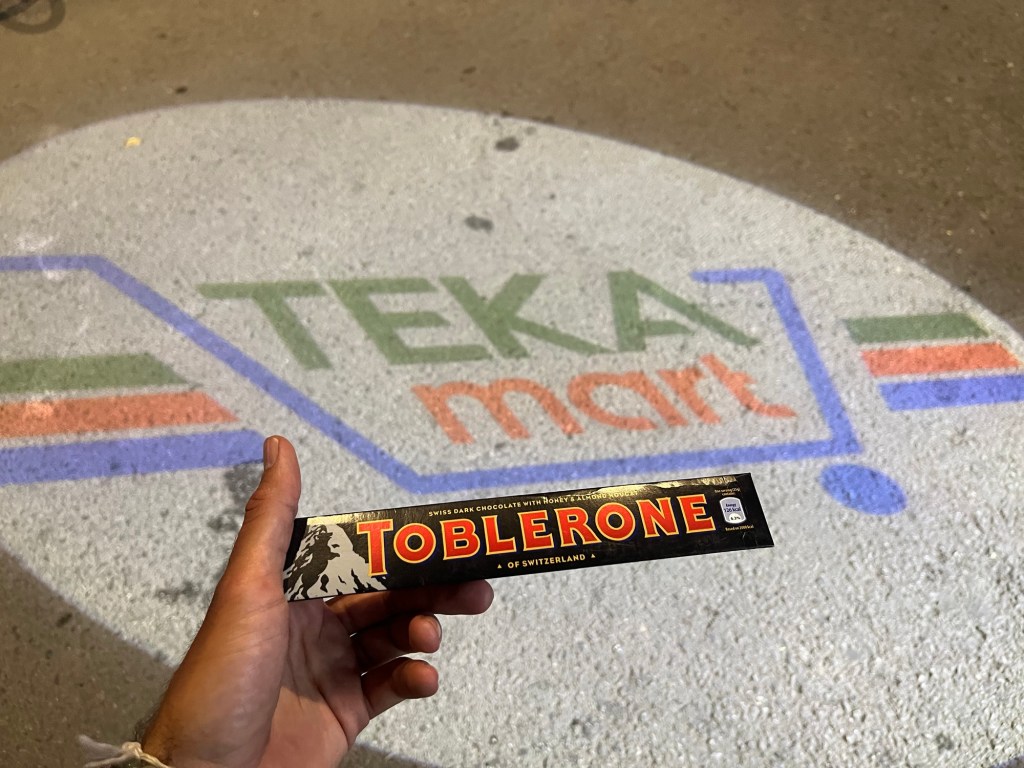 TEKA
mart
SWISS DARK CHOCOLATE WITH HONEY & ALMOND NOUGAT
TOBLERONE
OF SWITZERLAND